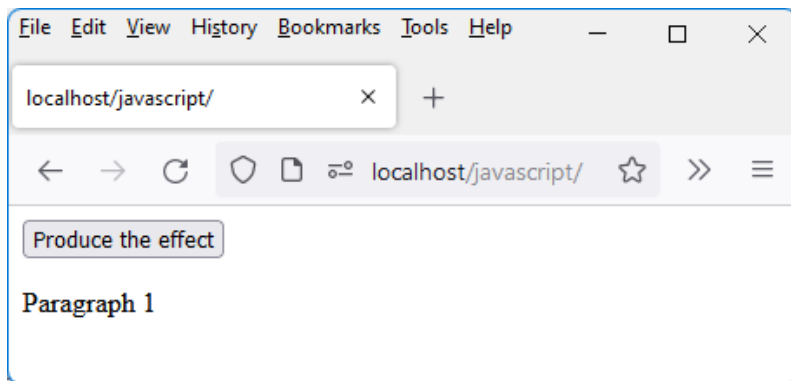 File Edit View History Bookmarks Tools Help
localhost/javascript/
localhost/javascript/
Produce the effect
Paragraph 1